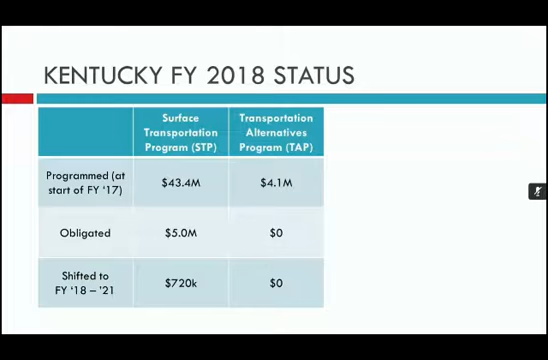 KENTUCKY FY 2018 STATUS
Surface
Transportation
Program (STP)
Transportation
Alternatives
Program (TAP)
Programmed (at
start of FY ‘17)
$43.4M
$4.1M
Obligated
$5.0M
$0
Shifted to
FY ‘18 – ’21
$720k
$0